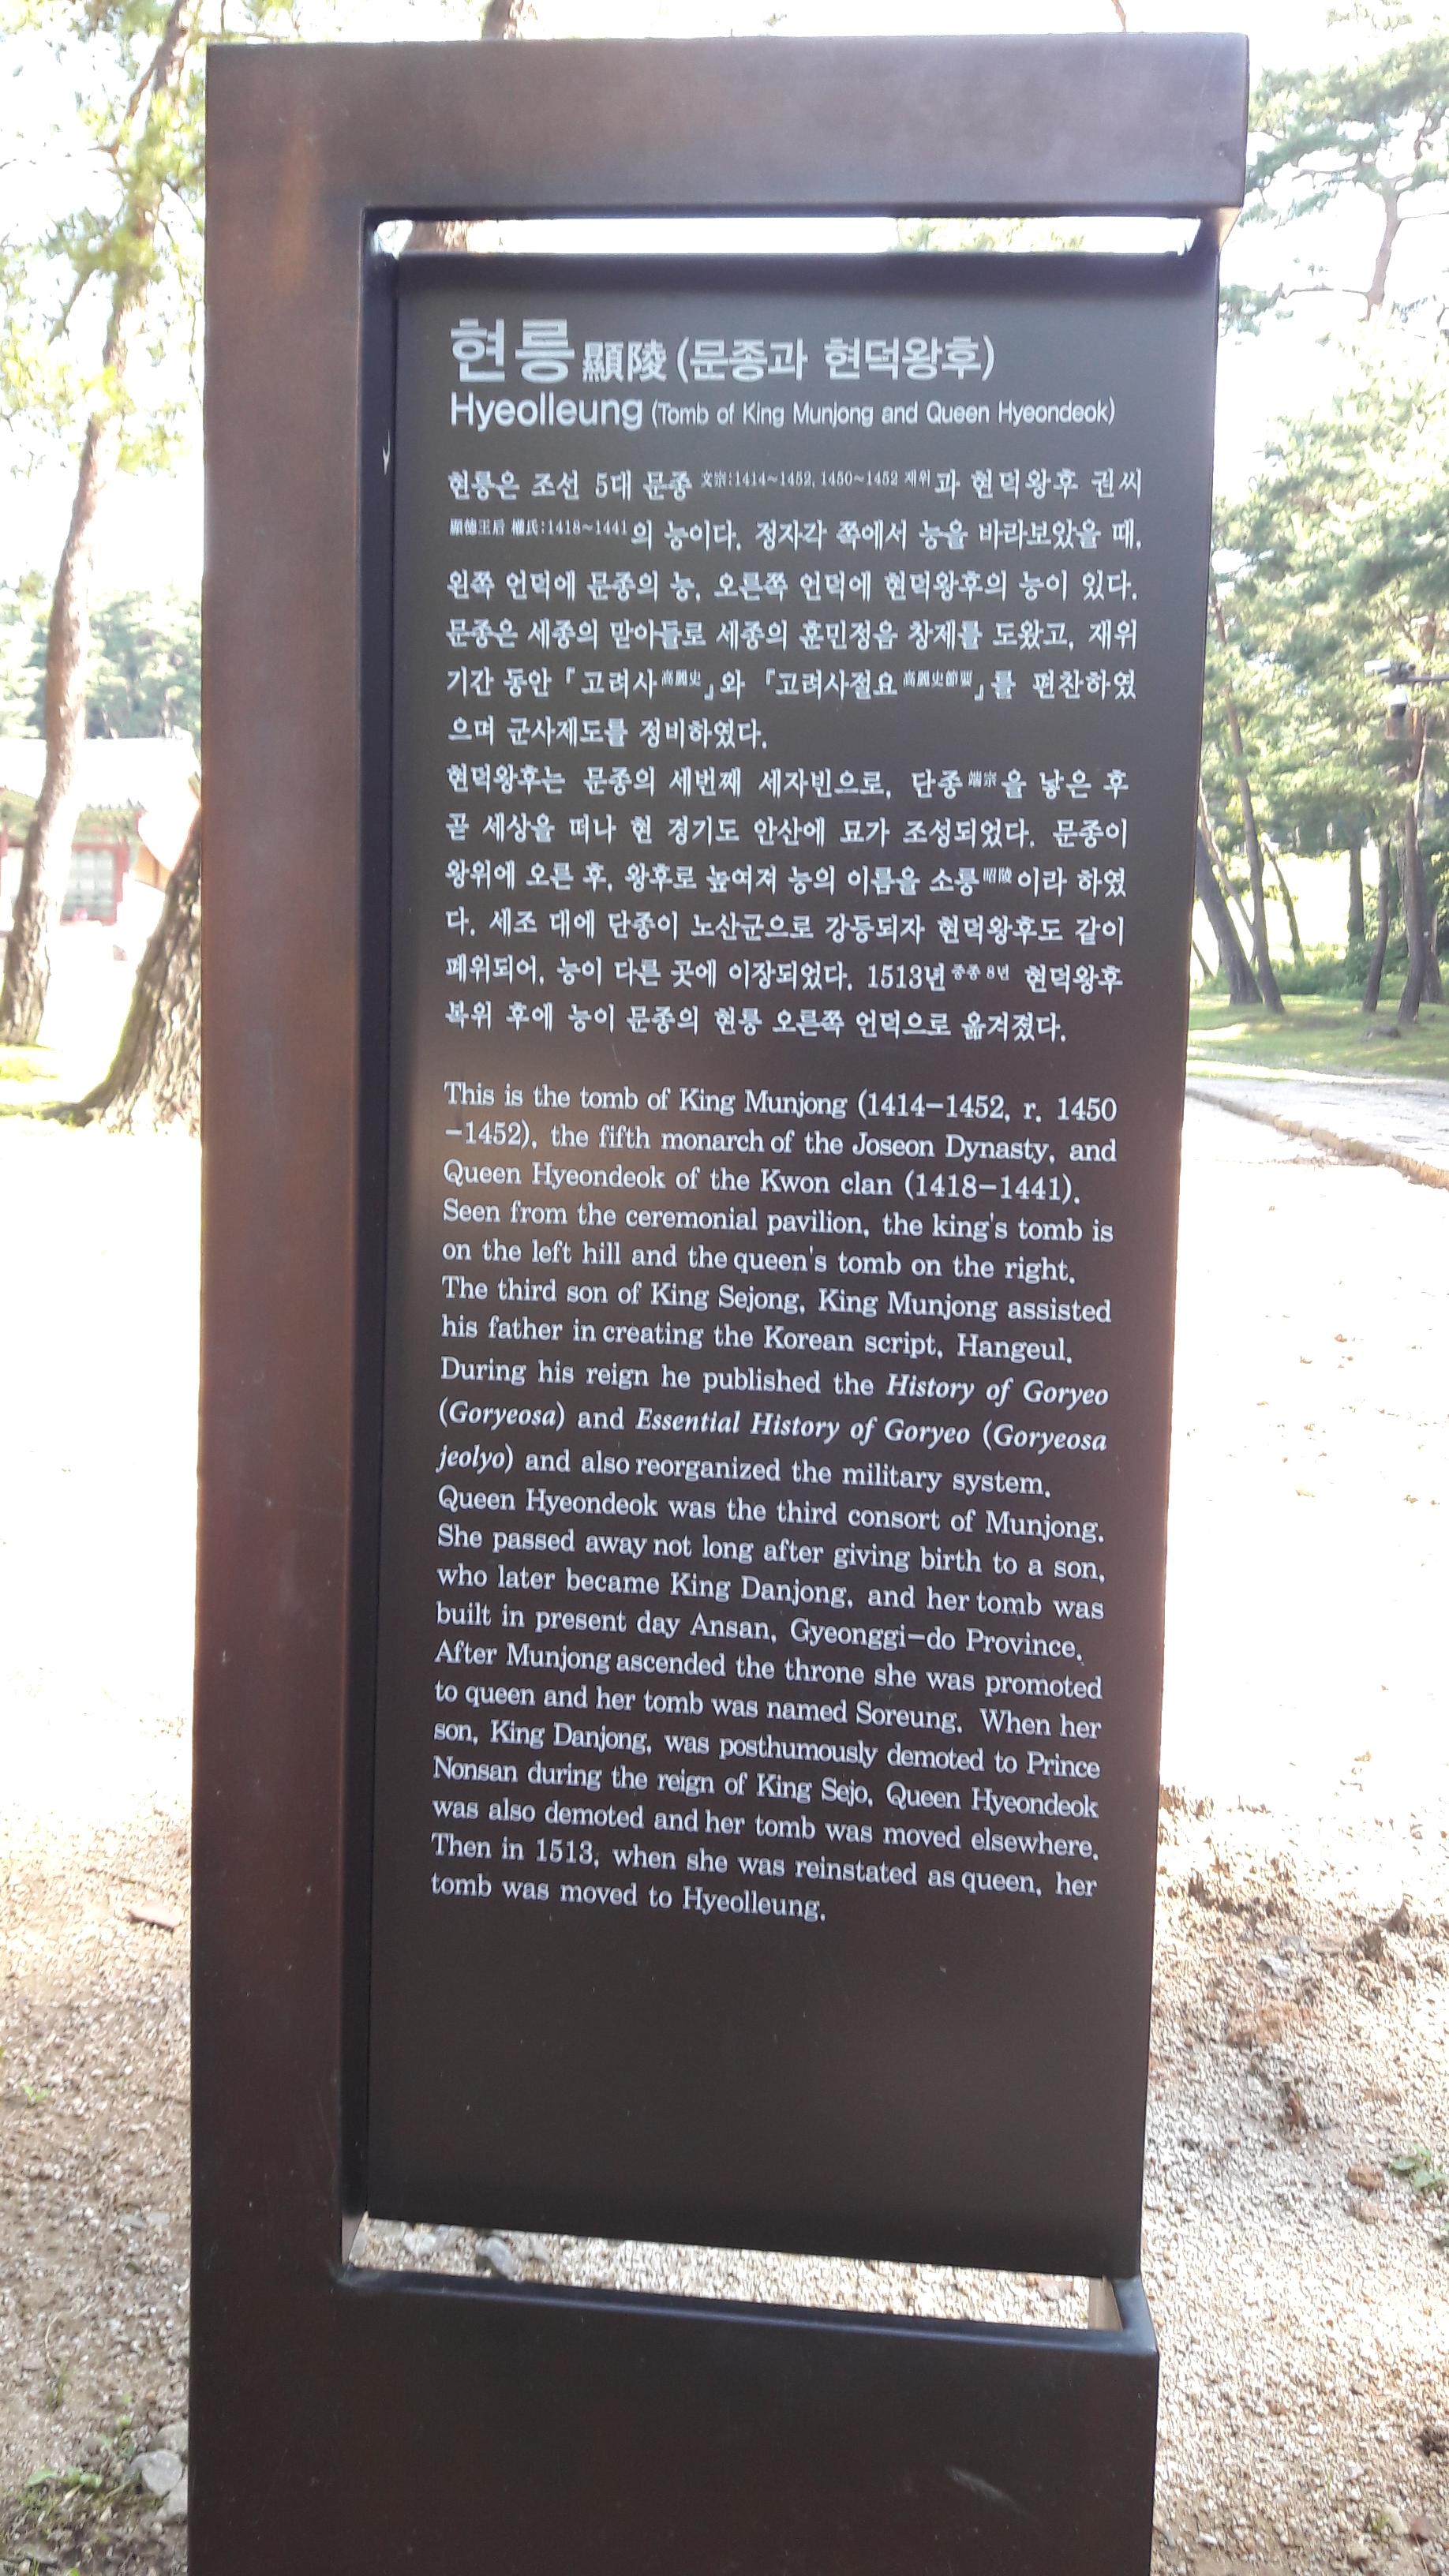 현릉 顯陵 (문종과 현덕왕후)
Hyeolleung (Tomb of King Munjong and Queen Hyeondeok)
현릉은 조선 5대 문종 文宗:1414~1452, 1450~1452 재위과 현덕왕후 권씨
顯德王后 權氏:1418~1441의 능이다. 정자각 쪽에서 능을 바라보았을 때,
왼쪽 언덕에 문종의 능, 오른쪽 언덕에 현덕왕후의 능이 있다.
문종은 세종의 맏아들로 세종의 훈민정음 창제를 도왔고, 재위
기간 동안 『고려사高麗史』와 『고려사절요高麗史節要』를 편찬하였
으며 군사제도를 정비하였다.
현덕왕후는 문종의 세번째 세자빈으로, 단종端宗을 낳은 후
곧 세상을 떠나 현 경기도 안산에 묘가 조성되었다. 문종이
왕위에 오른 후, 왕후로 높여져 능의 이름을 소릉昭陵이라 하였
다. 세조 대에 단종이 노산군으로 강등되자 현덕왕후도 같이
폐위되어, 능이 다른 곳에 이장되었다. 1513년 중종 8년 현덕왕후
복위 후에 능이 문종의 현릉 오른쪽 언덕으로 옮겨졌다.
This is the tomb of King Munjong (1414-1452, r. 1450
-1452), the fifth monarch of the Joseon Dynasty, and
Queen Hyeondeok of the Kwon clan (1418-1441).
Seen from the ceremonial pavilion, the king's tomb is
on the left hill and the queen's tomb on the right.
The third son of King Sejong, King Munjong assisted
his father in creating the Korean script, Hangeul.
During his reign he published the History of Goryeo
(Goryeosa) and Essential History of Goryeo (Goryeosa
jeolyo) and also reorganized the military system.
Queen Hyeondeok was the third consort of Munjong.
She passed away not long after giving birth to a son,
who later became King Danjong, and her tomb was
built in present day Ansan, Gyeonggi-do Province.
After Munjong ascended the throne she was promoted
to queen and her tomb was named Soreung. When her
son, King Danjong, was posthumously demoted to Prince
Nonsan during the reign of King Sejo, Queen Hyeondeok
was also demoted and her tomb was moved elsewhere.
Then in 1513, when she was reinstated as queen, her
tomb was moved to Hyeolleung.